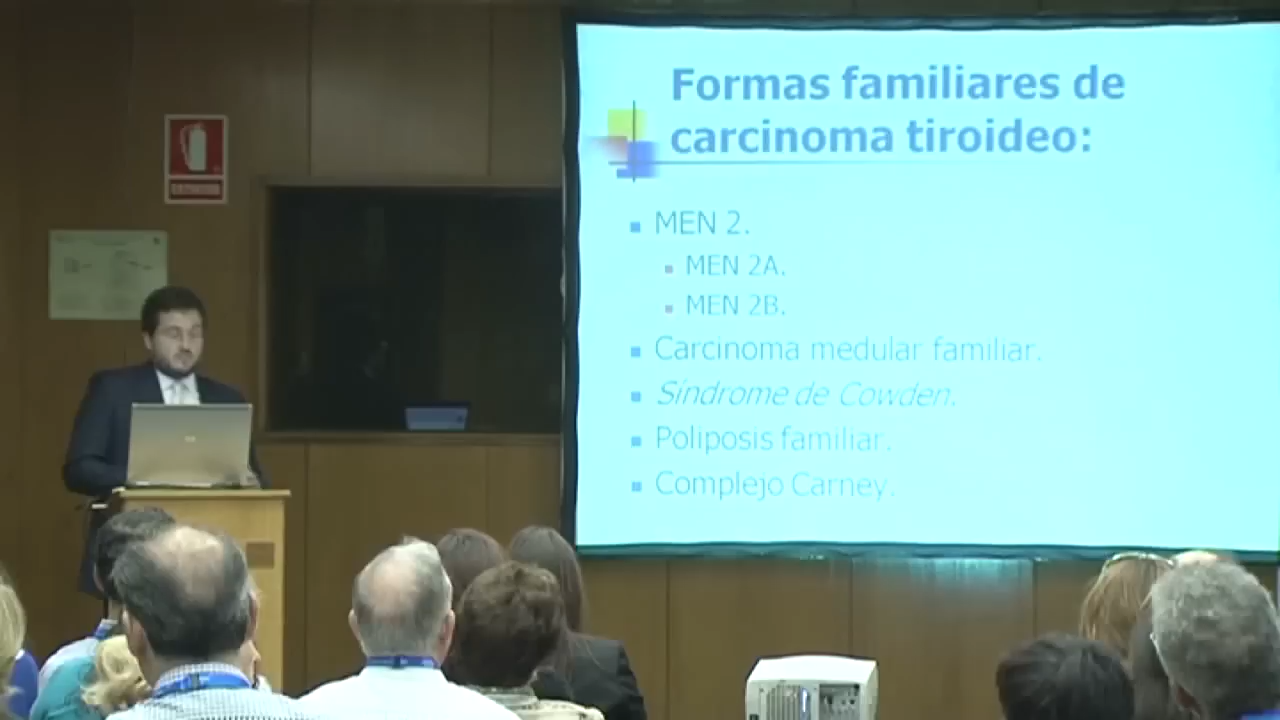 Formas familiares de
carcinoma tiroideo:
MEN 2.
MEN 2A.
MEN 2B.
Carcinoma medular familiar.
Síndrome de Cowden.
Poliposis familiar.
Complejo Carney.